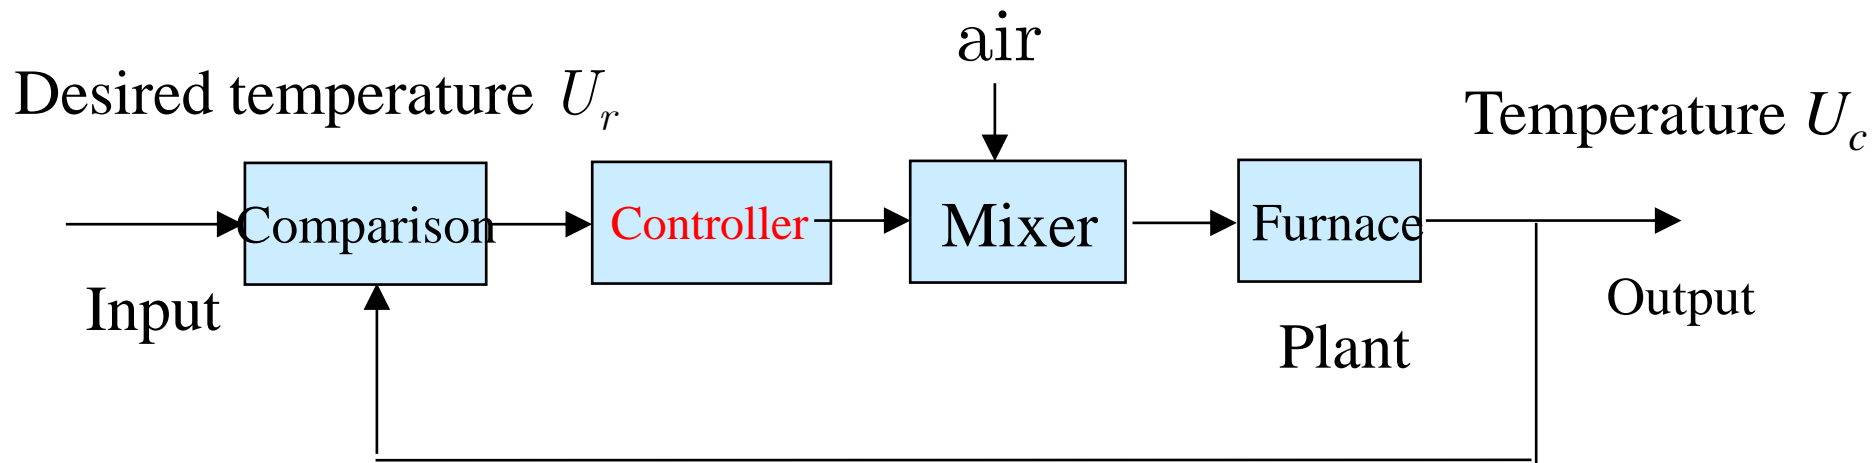 air
Desired temperature U_r
Temperature U_c
Comparison
Controller
Mixer
Furnace
Input
Output
Plant